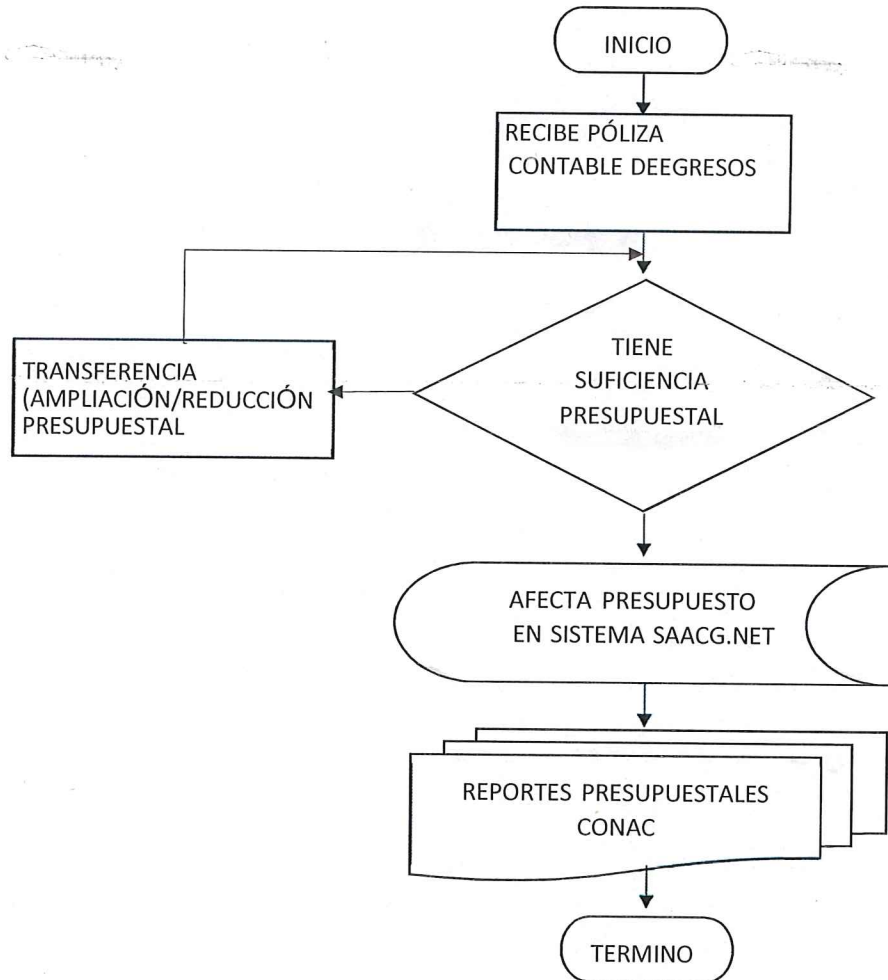 INICIO
RECIBE PÓLIZA
CONTABLE DEEGRESOS
TIENE
SUFICIENCIA
PRESUPUESTAL
TRANSFERENCIA
(AMPLIACIÓN/REDUCCIÓN
PRESUPUESTAL
AFECTA PRESUPUESTO
EN SISTEMA SAACG.NET
REPORTES PRESUPUESTALES
CONAC
TERMINO